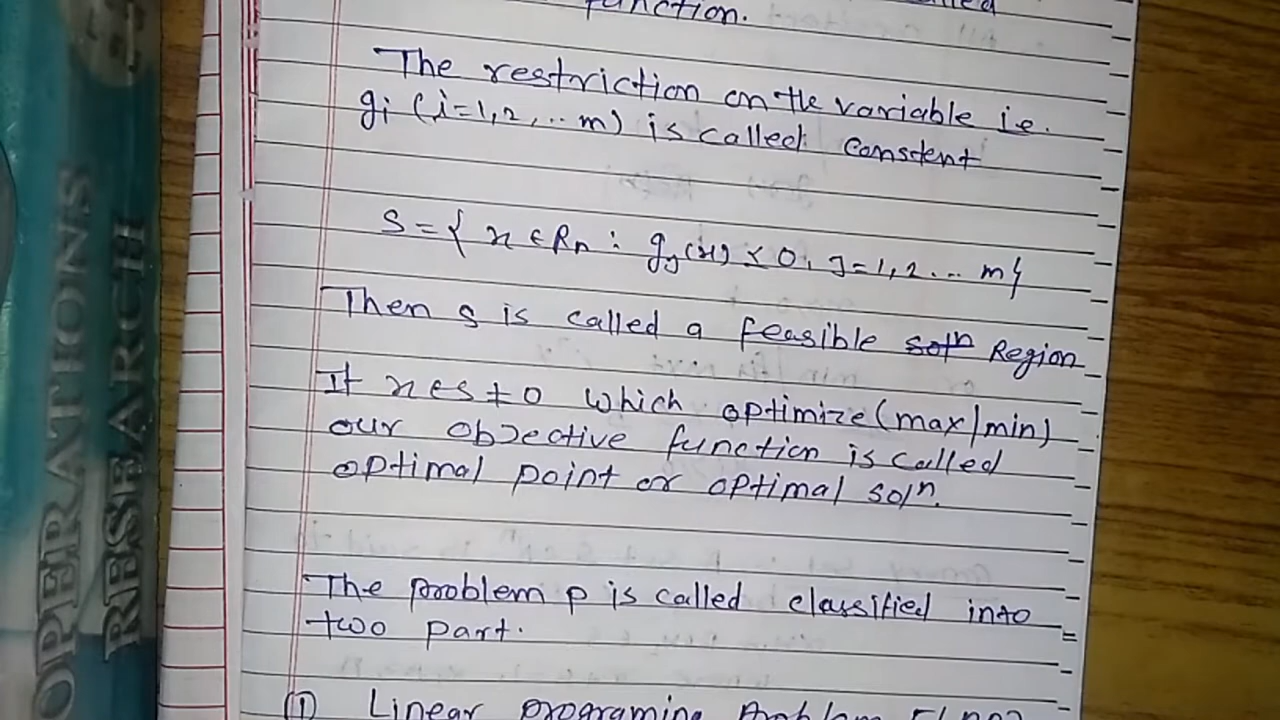 function.
The restriction on the variable i.e.
gi (i=1,2,... m) is called constent
S = { x ∈ Rn : gj(x) < 0, J=1,2.... m}
Then s is called a feasible soln Region
If x ∈ s ≠ 0 which optimize (max/min)
our objective function is called
optimal point or optimal soln.
The problem p is called classified into
two part.
(1) Linear programing Problem
OPERATIONS
RESEARCH